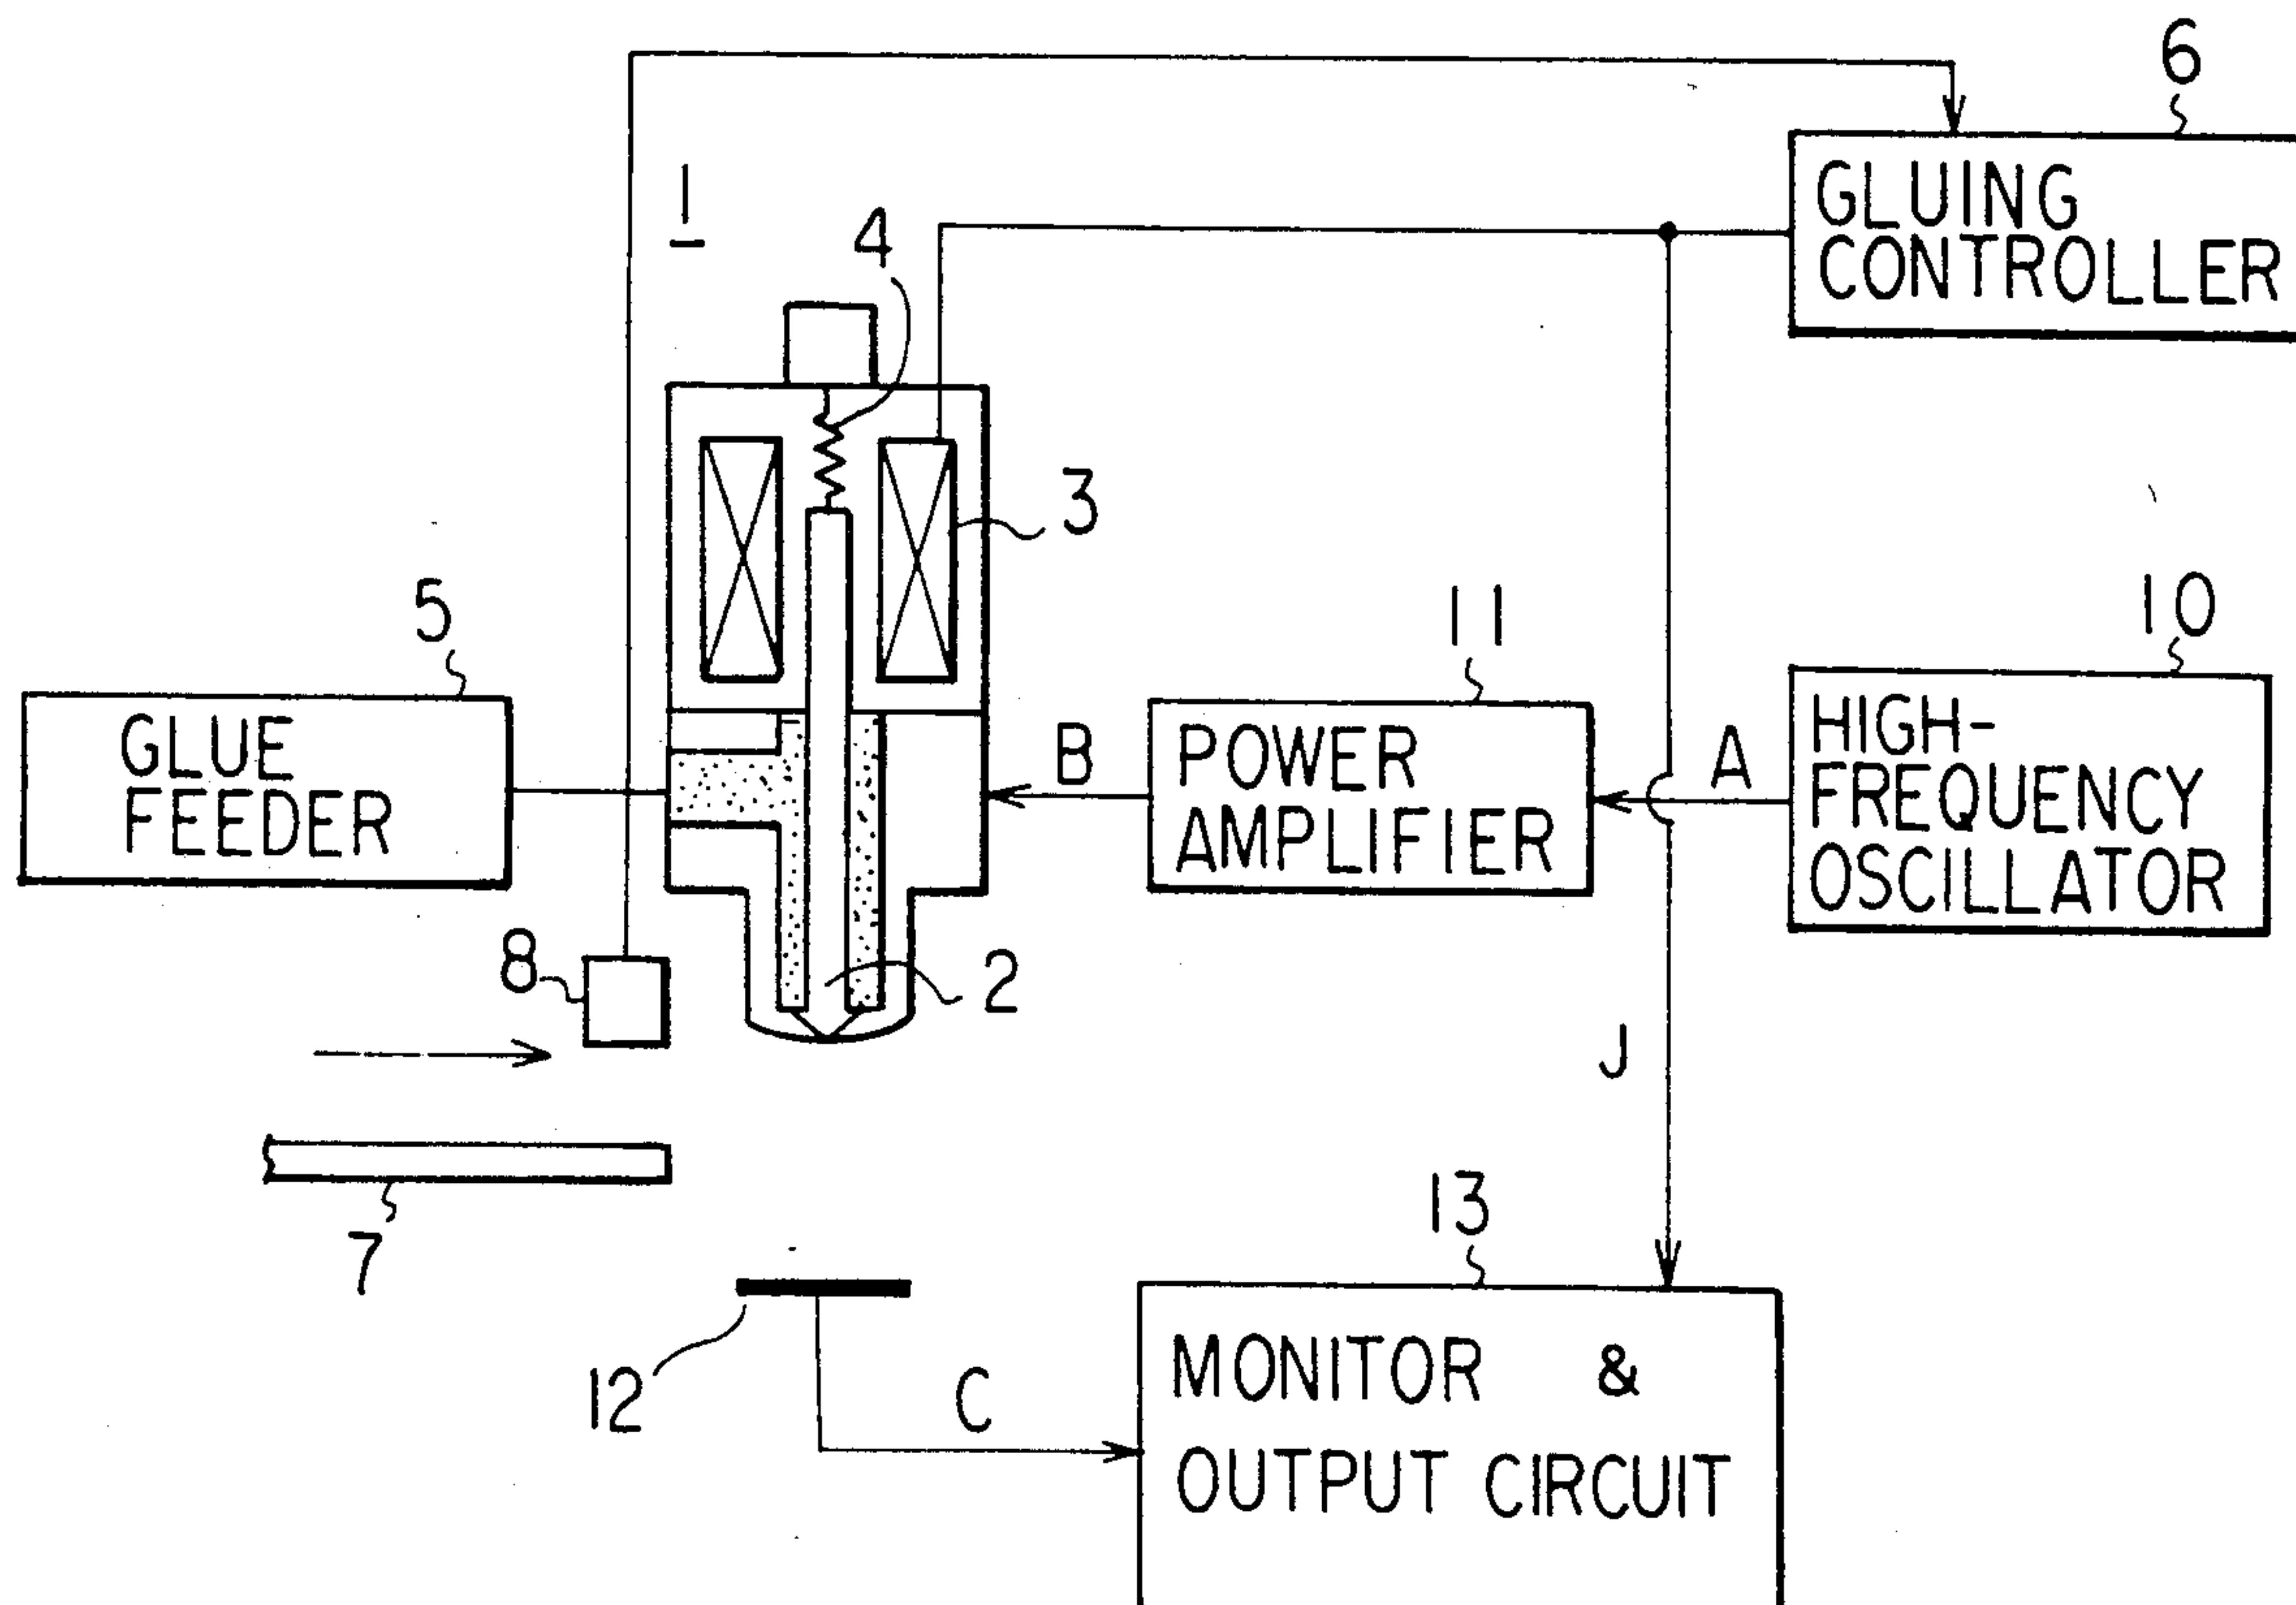 6
1
GLUING
CONTROLLER
4
3
5
11
10
GLUE
FEEDER
B
POWER
AMPLIFIER
A
HIGH-
FREQUENCY
OSCILLATOR
8
2
J
7
13
12
C
MONITOR &
OUTPUT CIRCUIT